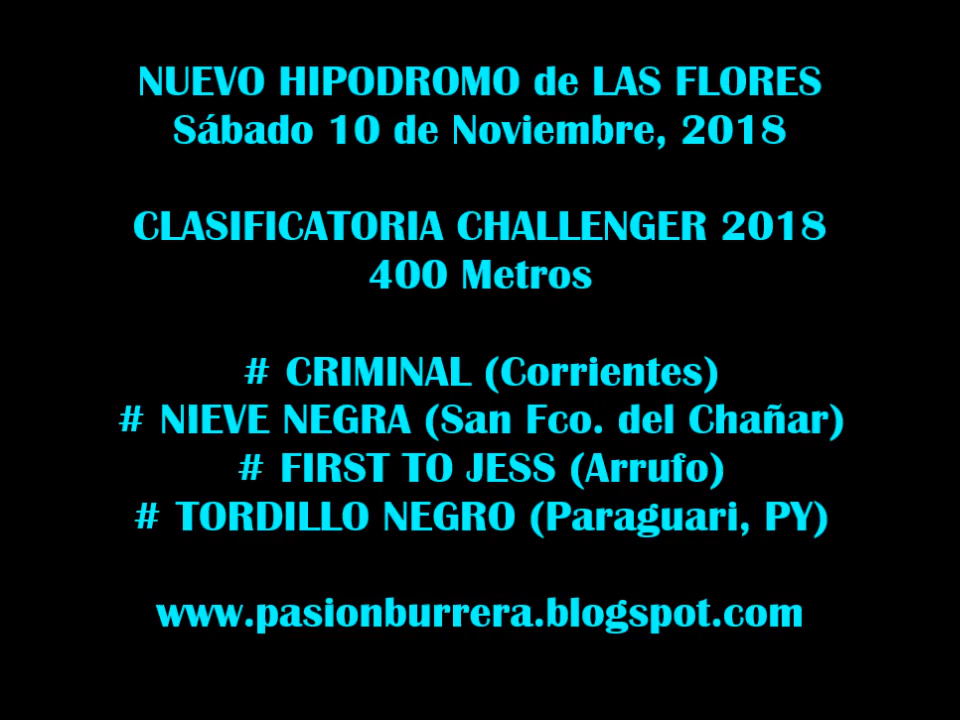 NUEVO HIPODROMO de LAS FLORES
Sábado 10 de Noviembre, 2018
CLASIFICATORIA CHALLENGER 2018
400 Metros
# CRIMINAL (Corrientes)
# NIEVE NEGRA (San Fco. del Chañar)
# FIRST TO JESS (Arrufo)
# TORDILLO NEGRO (Paraguari, PY)
www.pasionburrera.blogspot.com